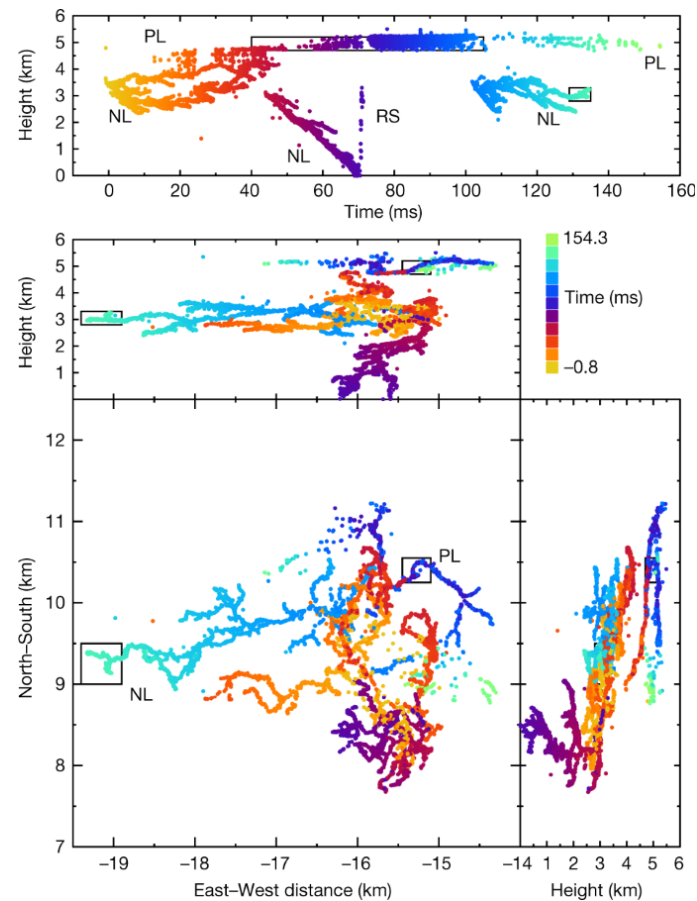 6
5
4
3
2
1
0
Height (km)
PL
NL
NL
RS
NL
PL
0 20 40 60 80 100 120 140 160
Time (ms)
6
5
4
3
2
1
Height (km)
154.3
Time (ms)
−0.8
12
11
10
9
8
7
North–South (km)
PL
NL
−19 −18 −17 −16 −15 −14
East–West distance (km)
1 2 3 4 5 6
Height (km)